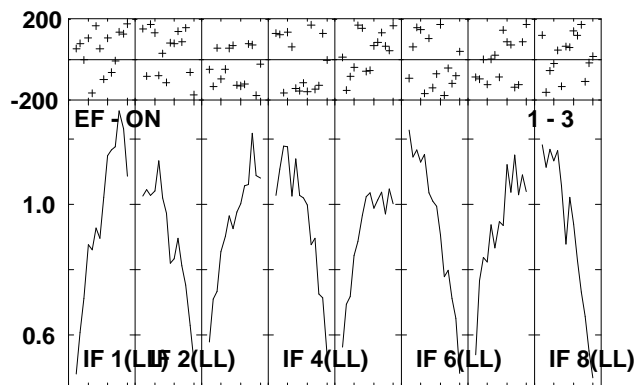 200
-200
EF - ON 1 - 3
1.0
0.6
IF 1(LL) IF 2(LL) IF 4(LL) IF 6(LL) IF 8(LL)